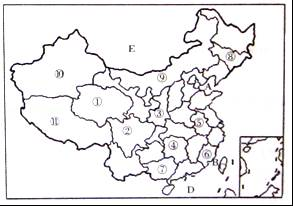 E
⑧
⑨
⑩
A
①
⑪
③
⑤
②
④
⑥
B
⑦
D